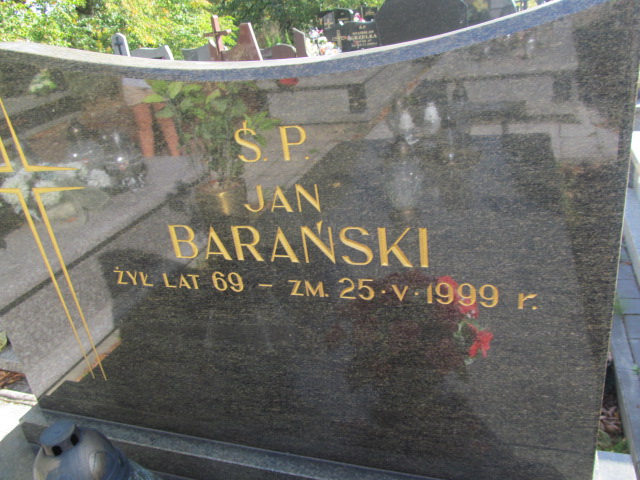 Ś.P.
JAN
BARAŃSKI
ŻYŁ LAT 69 – ZM. 25·V·1999 r.